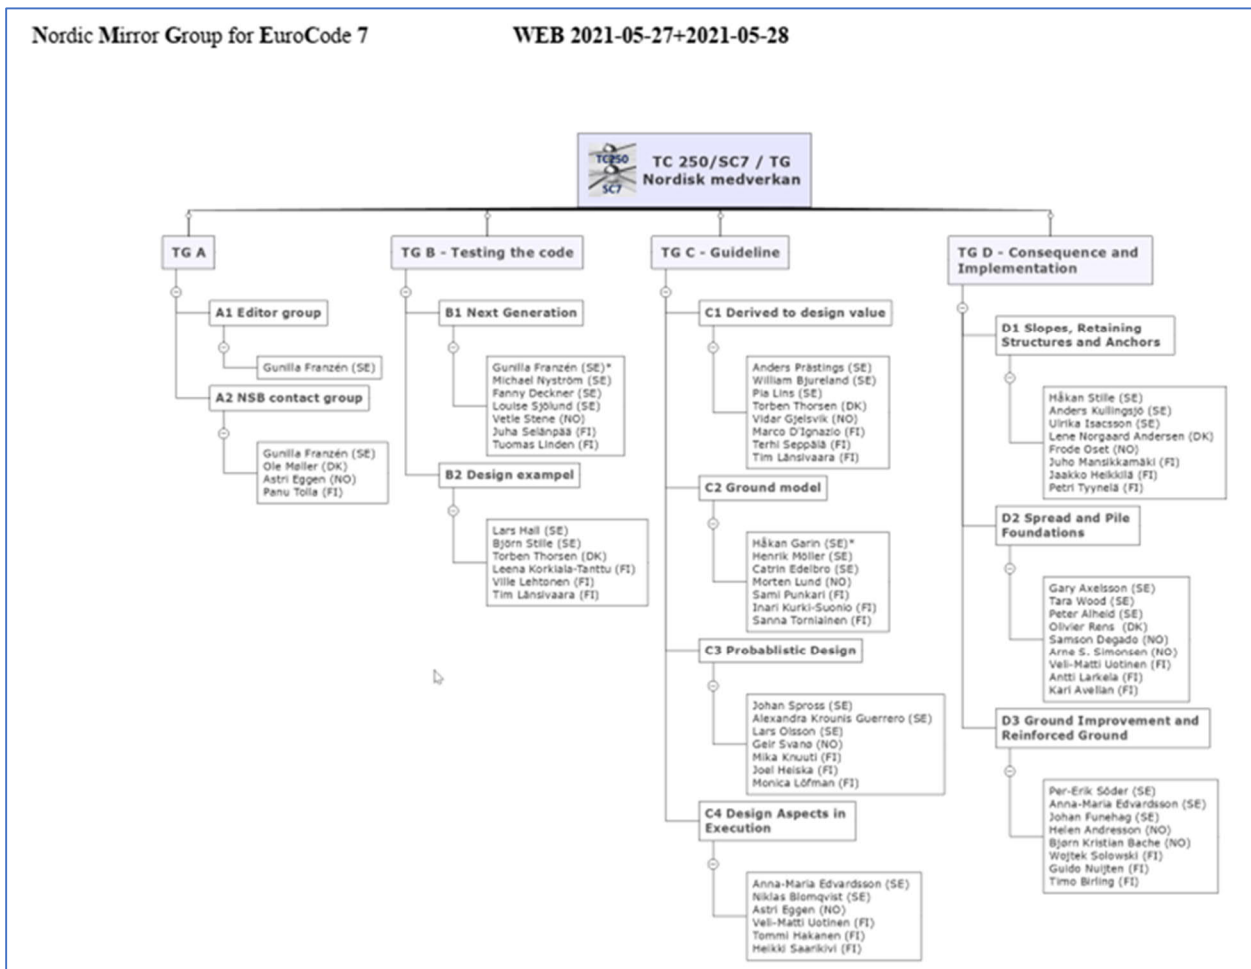 Nordic Mirror Group for EuroCode 7
WEB 2021-05-27+2021-05-28
TC250
SC7
TC 250/SC7 / TG
Nordisk medverkan
TG A
A1 Editor group
Gunilla Franzén (SE)
A2 NSB contact group
Gunilla Franzén (SE)
Ole Møller (DK)
Astri Eggen (NO)
Panu Tolla (FI)
TG B - Testing the code
B1 Next Generation
Gunilla Franzén (SE)*
Michael Nyström (SE)
Fanny Deckner (SE)
Louise Sjölund (SE)
Vetle Stene (NO)
Juha Selänpää (FI)
Tuomas Linden (FI)
B2 Design exampel
Lars Hall (SE)
Björn Stille (SE)
Torben Thorsen (DK)
Leena Korkiala-Tanttu (FI)
Ville Lehtonen (FI)
Tim Länsivaara (FI)
TG C - Guideline
C1 Derived to design value
Anders Prästings (SE)
William Bjureland (SE)
Pia Lins (SE)
Torben Thorsen (DK)
Vidar Gjelsvik (NO)
Marco D'Ignazio (FI)
Terhi Seppälä (FI)
Tim Länsivaara (FI)
C2 Ground model
Håkan Garin (SE)*
Henrik Möller (SE)
Catrin Edelbro (SE)
Morten Lund (NO)
Sami Punkari (FI)
Inari Kurki-Suonio (FI)
Sanna Torniainen (FI)
C3 Probablistic Design
Johan Spross (SE)
Alexandra Krounis Guerrero (SE)
Lars Olsson (SE)
Geir Svanø (NO)
Mika Knuuti (FI)
Joel Heiska (FI)
Monica Löfman (FI)
C4 Design Aspects in
Execution
Anna-Maria Edvardsson (SE)
Niklas Blomqvist (SE)
Astri Eggen (NO)
Veli-Matti Uotinen (FI)
Tommi Hakanen (FI)
Heikki Saarikivi (FI)
TG D - Consequence and
Implementation
D1 Slopes, Retaining
Structures and Anchors
Håkan Stille (SE)
Anders Kullingsjö (SE)
Ulrika Isacsson (SE)
Lene Norgaard Andersen (DK)
Frode Oset (NO)
Juho Mansikkamäki (FI)
Jaakko Heikkilä (FI)
Petri Tyynelä (FI)
D2 Spread and Pile
Foundations
Gary Axelsson (SE)
Tara Wood (SE)
Peter Alheid (SE)
Olivier Rens (DK)
Samson Degado (NO)
Arne S. Simonsen (NO)
Veli-Matti Uotinen (FI)
Antti Larkela (FI)
Kari Avellan (FI)
D3 Ground Improvement and
Reinforced Ground
Per-Erik Söder (SE)
Anna-Maria Edvardsson (SE)
Johan Funehag (SE)
Helen Andresson (NO)
Bjørn Kristian Bache (NO)
Wojtek Solowski (FI)
Guido Nuijten (FI)
Timo Birling (FI)